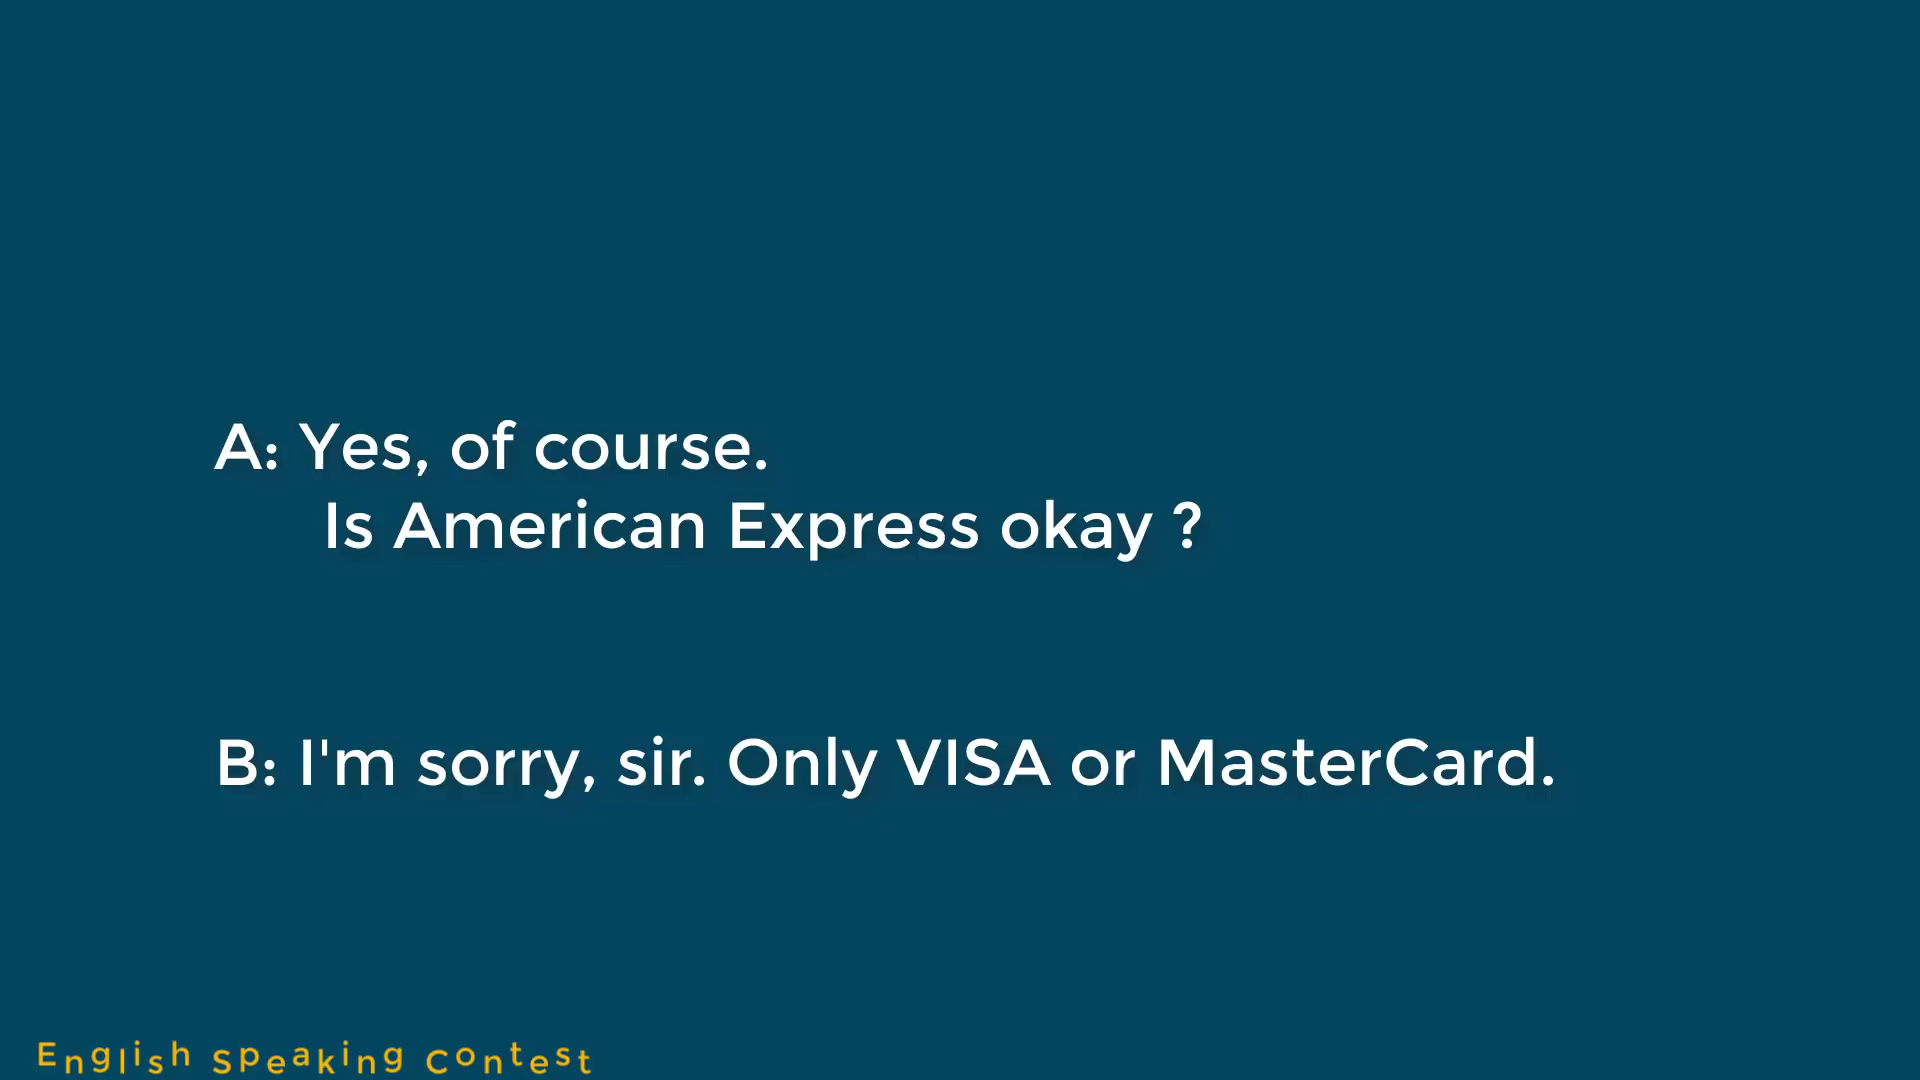 A: Yes, of course.
Is American Express okay ?
B: I'm sorry, sir. Only VISA or MasterCard.
English Speaking Contest